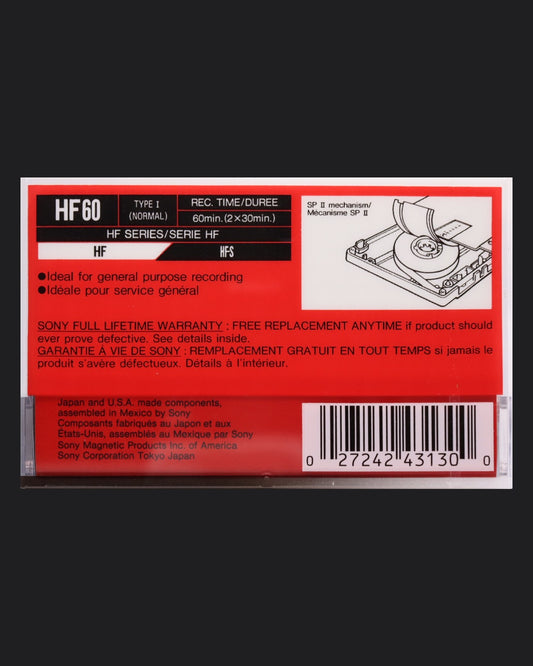 HF60
TYPE I
(NORMAL)
REC. TIME/DUREE
60min. (2×30min.)
HF SERIES/SERIE HF
HF
HF-S
●Ideal for general purpose recording
●Idéale pour service général
SP II mechanism/
Mécanisme SP II
SONY FULL LIFETIME WARRANTY : FREE REPLACEMENT ANYTIME if product should
ever prove defective. See details inside.
GARANTIE À VIE DE SONY : REMPLACEMENT GRATUIT EN TOUT TEMPS si jamais le
produit s'avère défectueux. Détails à l'intérieur.
Japan and U.S.A. made components,
assembled in Mexico by Sony
Composants fabriqués au Japon et aux
États-Unis, assemblés au Mexique par Sony
Sony Magnetic Products Inc. of America
Sony Corporation Tokyo Japan
0 27242 43130 0